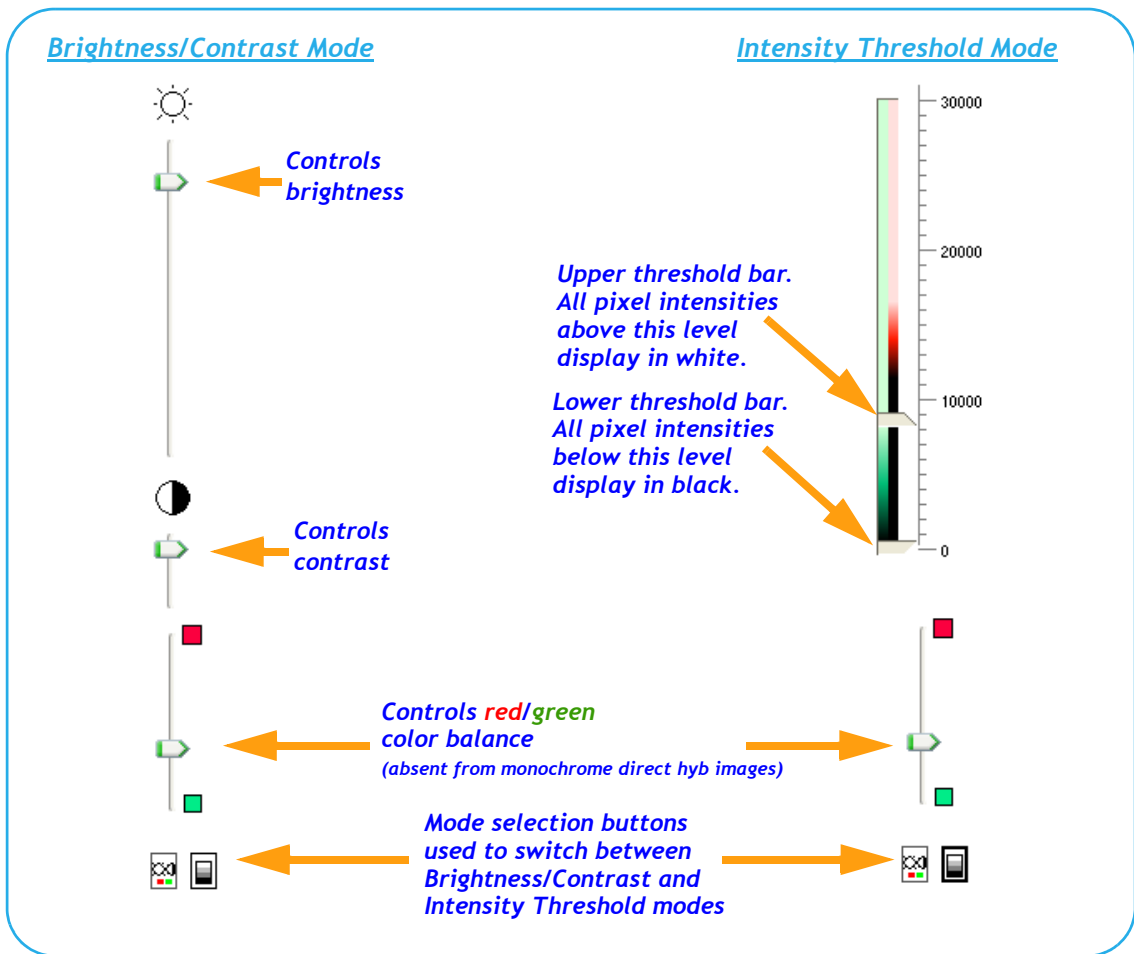 Brightness/Contrast Mode
Intensity Threshold Mode
Controls
brightness
30000
20000
10000
0
Upper threshold bar.
All pixel intensities
above this level
display in white.
Lower threshold bar.
All pixel intensities
below this level
display in black.
Controls
contrast
Controls red/green
color balance
(absent from monochrome direct hyb images)
Mode selection buttons
used to switch between
Brightness/Contrast and
Intensity Threshold modes